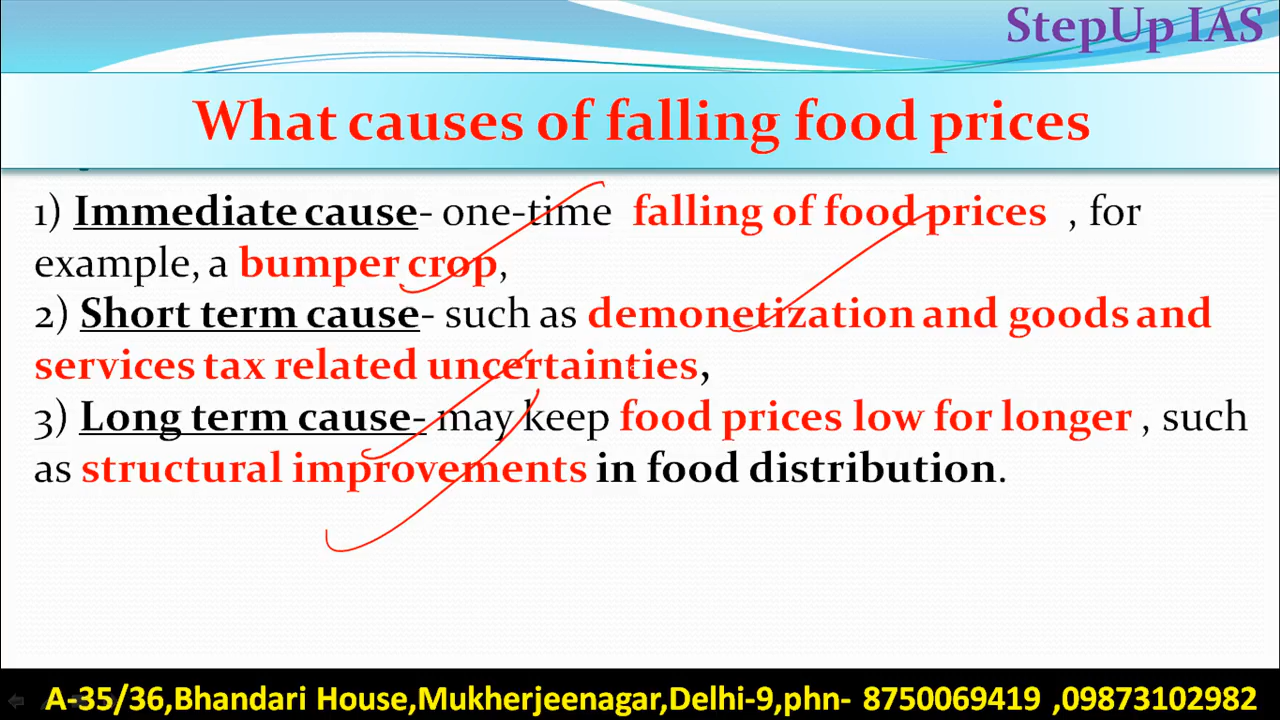 StepUp IAS
What causes of falling food prices
1) Immediate cause- one-time falling of food prices , for
example, a bumper crop,
2) Short term cause- such as demonetization and goods and
services tax related uncertainties,
3) Long term cause- may keep food prices low for longer , such
as structural improvements in food distribution.
A-35/36,Bhandari House,Mukherjeenagar,Delhi-9,phn- 8750069419 ,09873102982